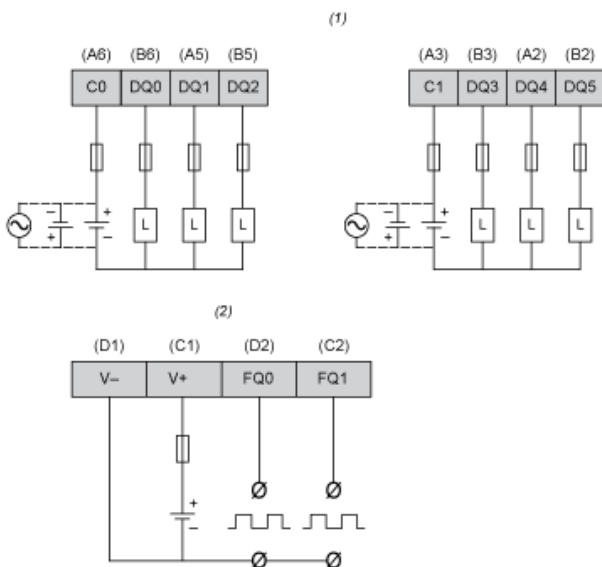 (1)
(A6) (B6) (A5) (B5)
C0 DQ0 DQ1 DQ2
− + + −
L L L
(A3) (B3) (A2) (B2)
C1 DQ3 DQ4 DQ5
− + + −
L L L
(2)
(D1) (C1) (D2) (C2)
V− V+ FQ0 FQ1
+
−